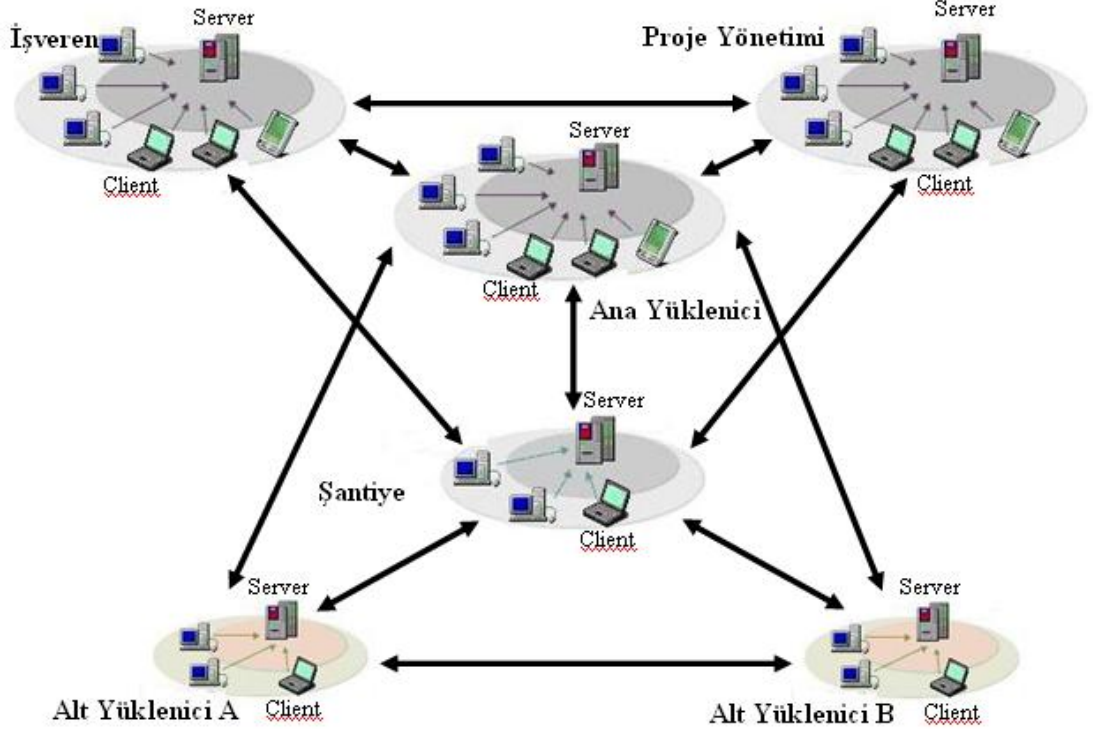 Server
Server
İşveren
Proje Yönetimi
Server
Client
Client
Client
Ana Yüklenici
Server
Şantiye
Client
Server
Server
Alt Yüklenici A
Client
Alt Yüklenici B
Client